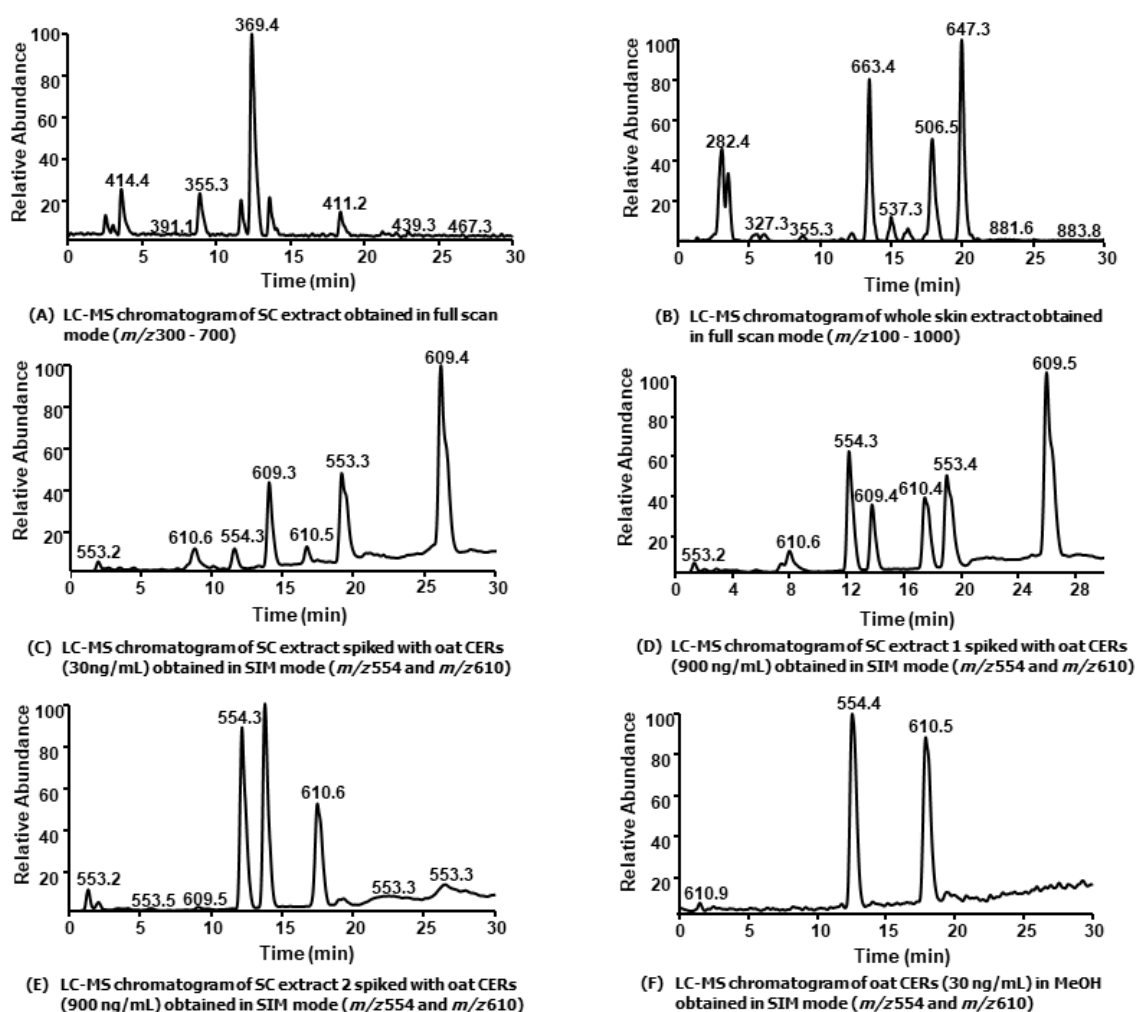 369.4
100
80
60
40
20
Relative Abundance
414.4
391.1
355.3
411.2
439.3
467.3
0 5 10 15 20 25 30
Time (min)
(A) LC-MS chromatogram of SC extract obtained in full scan
mode (m/z300 - 700)
647.3
100
80
60
40
20
0
Relative Abundance
282.4
327.3
355.3
663.4
537.3
506.5
881.6
883.8
0 5 10 15 20 25 30
Time (min)
(B) LC-MS chromatogram of whole skin extract obtained
in full scan mode (m/z100 - 1000)
609.4
100
80
60
40
20
Relative Abundance
553.2
610.6
554.3
609.3
610.5
553.3
0 5 10 15 20 25 30
Time (min)
(C) LC-MS chromatogram of SC extract spiked with oat CERs
(30ng/mL) obtained in SIM mode (m/z554 and m/z610)
609.5
100
80
60
40
20
Relative Abundance
553.2
610.6
554.3
609.4
610.4
553.4
0 4 8 12 16 20 26 28
Time (min)
(D) LC-MS chromatogram of SC extract 1 spiked with oat CERs
(900 ng/mL) obtained in SIM mode (m/z554 and m/z610)
100
80
60
40
20
Relative Abundance
553.2
553.5
609.5
554.3
610.6
553.3
553.3
0 5 10 15 20 25 30
Time (min)
(E) LC-MS chromatogram of SC extract 2 spiked with oat CERs
(900 ng/mL) obtained in SIM mode (m/z554 and m/z610)
554.4
100
80
60
40
20
Relative Abundance
610.9
610.5
0 5 10 15 20 25 30
Time (min)
(F) LC-MS chromatogram of oat CERs (30 ng/mL) in MeOH
obtained in SIM mode (m/z554 and m/z610)